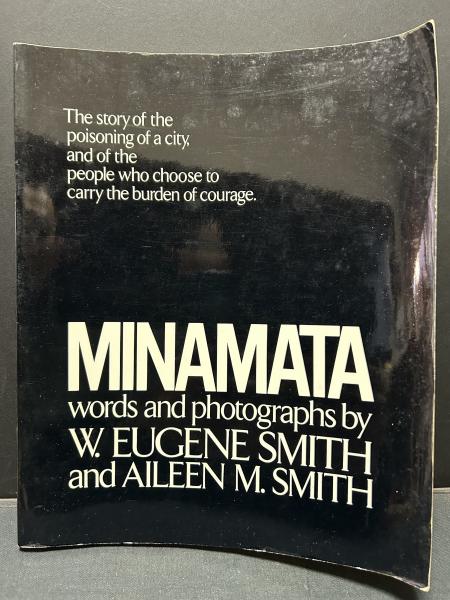 The story of the
poisoning of a city,
and of the
people who choose to
carry the burden of courage.
MINAMATA
words and photographs by
W. EUGENE SMITH
and AILEEN M. SMITH